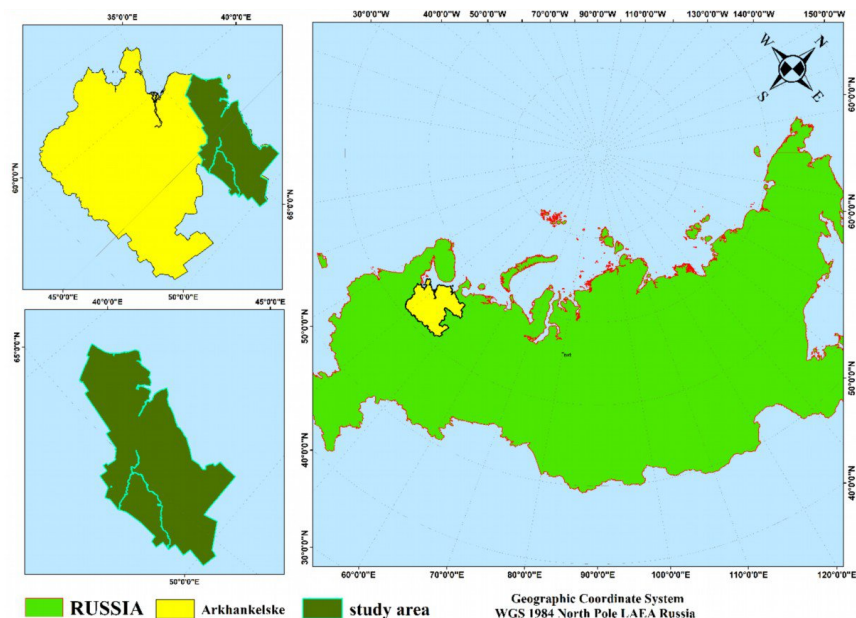 35°0'0"E 40°0'0"E
60°0'0"N
65°0'0"N
45°0'0"E 50°0'0"E
40°0'0"E 45°0'0"E
65°0'0"N
50°0'0"E
30°0'0"W 40°0'0"W 50°0'0"W 70°0'0"W 90°0'0"W 110°0'0"W 130°0'0"W 140°0'0"W 150°0'0"W
W N
S E
60°0'0"N
60°0'0"N
50°0'0"N
40°0'0"N
50°0'0"N
40°0'0"N
30°0'0"N
60°0'0"E 70°0'0"E 80°0'0"E 90°0'0"E 100°0'0"E 110°0'0"E 120°0'0"E
RUSSIA Arkhankelske study area
Geographic Coordinate System
WGS 1984 North Pole LAEA Russia